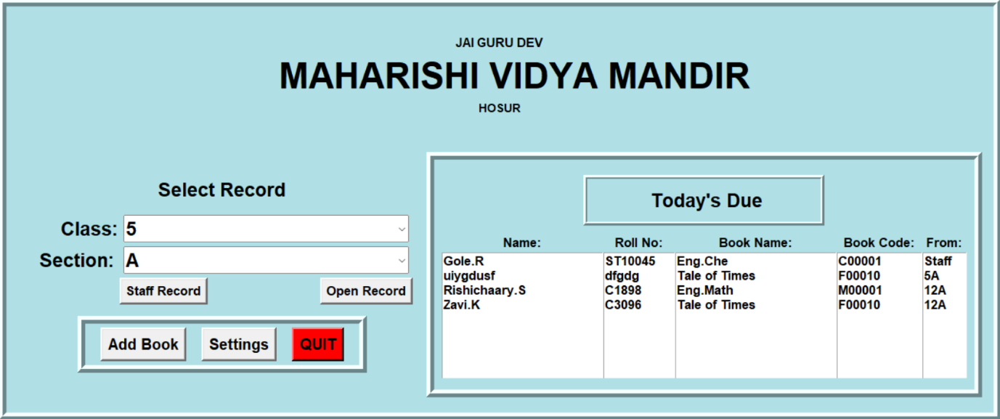 JAI GURU DEV
MAHARISHI VIDYA MANDIR
HOSUR
Select Record
Class: 5
Section: A
Staff Record Open Record
Add Book Settings QUIT
Today's Due
Name: Roll No: Book Name: Book Code: From:
Gole.R ST10045 Eng.Che C00001 Staff
uiygdusf dfgdg Tale of Times F00010 5A
Rishichaary.S C1898 Eng.Math M00001 12A
Zavi.K C3096 Tale of Times F00010 12A